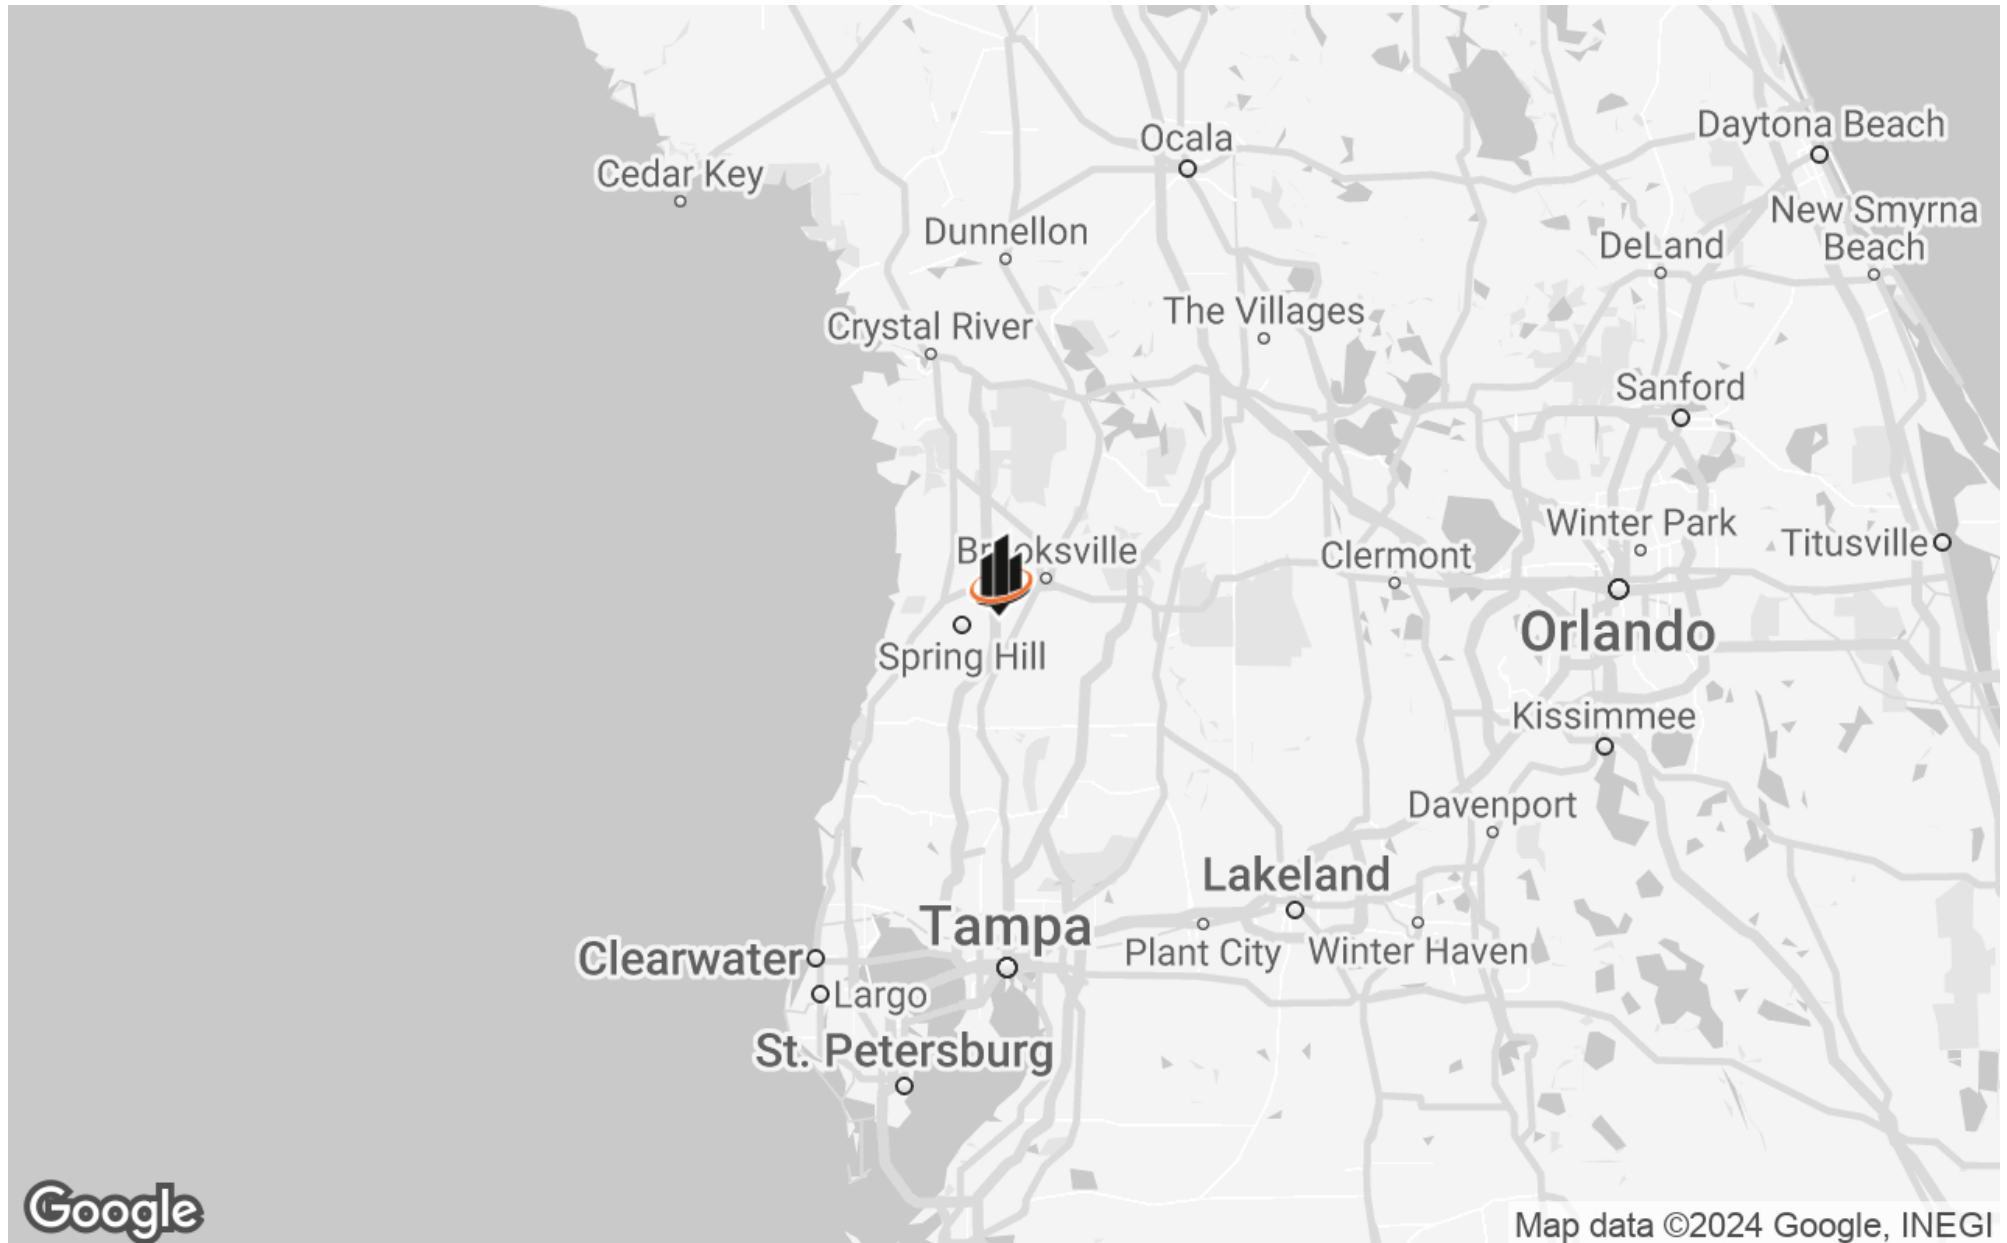 Daytona Beach
Ocala
Cedar Key
New Smyrna
Beach
Dunnellon
DeLand
The Villages
Crystal River
Sanford
Winter Park
Titusville
Brooksville
Clermont
Orlando
Spring Hill
Kissimmee
Davenport
Lakeland
Tampa
Plant City
Winter Haven
Clearwater
Largo
St. Petersburg
Google
Map data ©2024 Google, INEGI